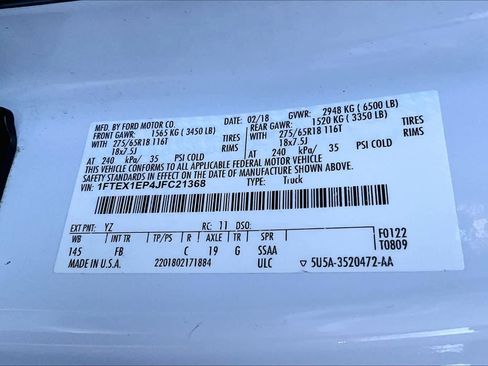 MFD. BY FORD MOTOR CO. DATE: 02/18 GVWR: 2948 KG ( 6500 LB)
FRONT GAWR: 1565 KG ( 3450 LB) REAR GAWR: 1520 KG ( 3350 LB)
WITH 275/65R18 116T TIRES WITH 275/65R18 116T TIRES
18x7.5J RIMS 18x7.5J RIMS
AT 240 kPa/ 35 PSI COLD AT 240 kPa/ 35 PSI COLD
THIS VEHICLE CONFORMS TO ALL APPLICABLE FEDERAL MOTOR VEHICLE
SAFETY STANDARDS IN EFFECT ON THE DATE OF MANUFACTURE SHOWN ABOVE.
VIN: 1FTEX1EP4JFC21368 TYPE: Truck
EXT PNT: YZ RC: 11 DSO: F0122
WB INT TR TP/PS R AXLE TR SPR T0809
145 FB C 19 G SSAA
MADE IN U.S.A. 2201802171884 ULC ▽ 5U5A-3520472-AA